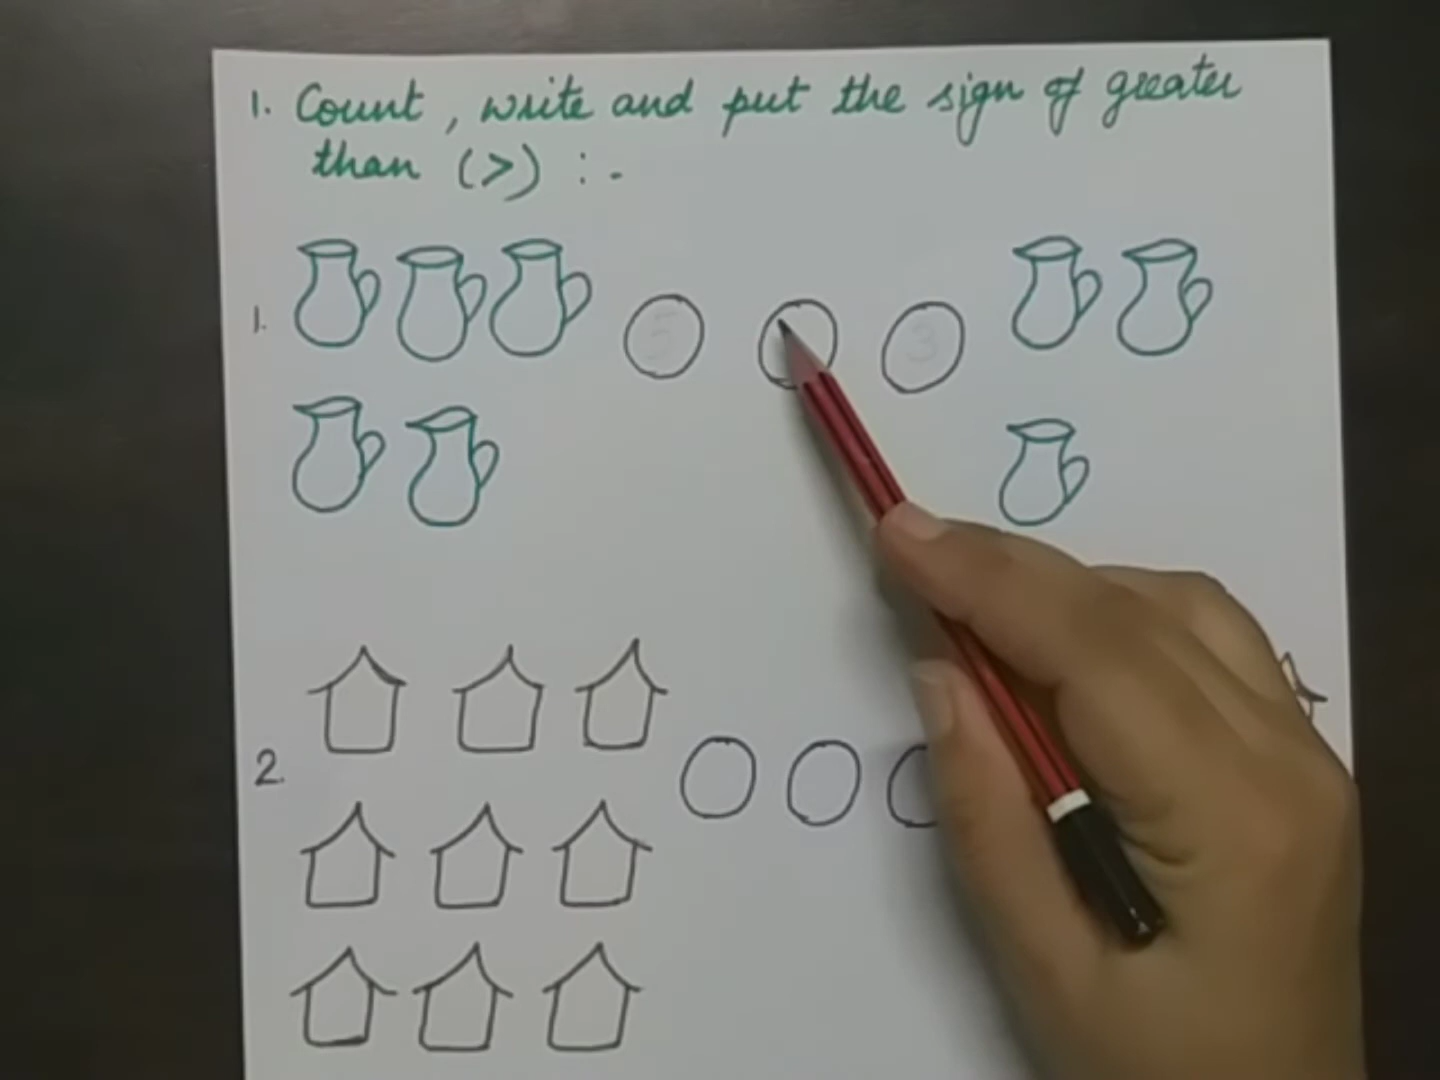 1. Count, write and put the sign of greater
than (>) :-
1. 5 3
2.